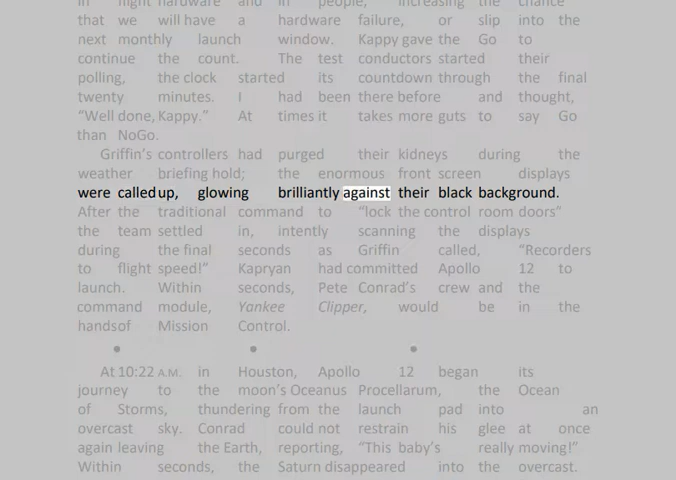 in flight hardware and in people, increasing the chance
that we will have a hardware failure, or slip into the
next monthly launch window. Kappy gave the Go to
continue the count. The test conductors started their
polling, the clock started its countdown through the final
twenty minutes. I had been there before and thought,
“Well done, Kappy.” At times it takes more guts to say Go
than NoGo.
Griffin’s controllers had purged their kidneys during the
weather briefing hold; the enormous front screen displays
were called up, glowing brilliantly against their black background.
After the traditional command to “lock the control room doors”
the team settled in, intently scanning the displays
during the final seconds as Griffin called, “Recorders
to flight speed!” Kapryan had committed Apollo 12 to
launch. Within seconds, Pete Conrad’s crew and the
command module, Yankee Clipper, would be in the
hands of Mission Control.
• • •
At 10:22 A.M. in Houston, Apollo 12 began its
journey to the moon’s Oceanus Procellarum, the Ocean
of Storms, thundering from the launch pad into an
overcast sky. Conrad could not restrain his glee at once
again leaving the Earth, reporting, “This baby’s really moving!”
Within seconds, the Saturn disappeared into the overcast.